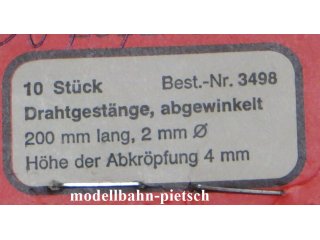 10 Stück Best.-Nr. 3498
Drahtgestänge, abgewinkelt
200 mm lang, 2 mm Ø
Höhe der Abkröpfung 4 mm
modellbahn-pietsch